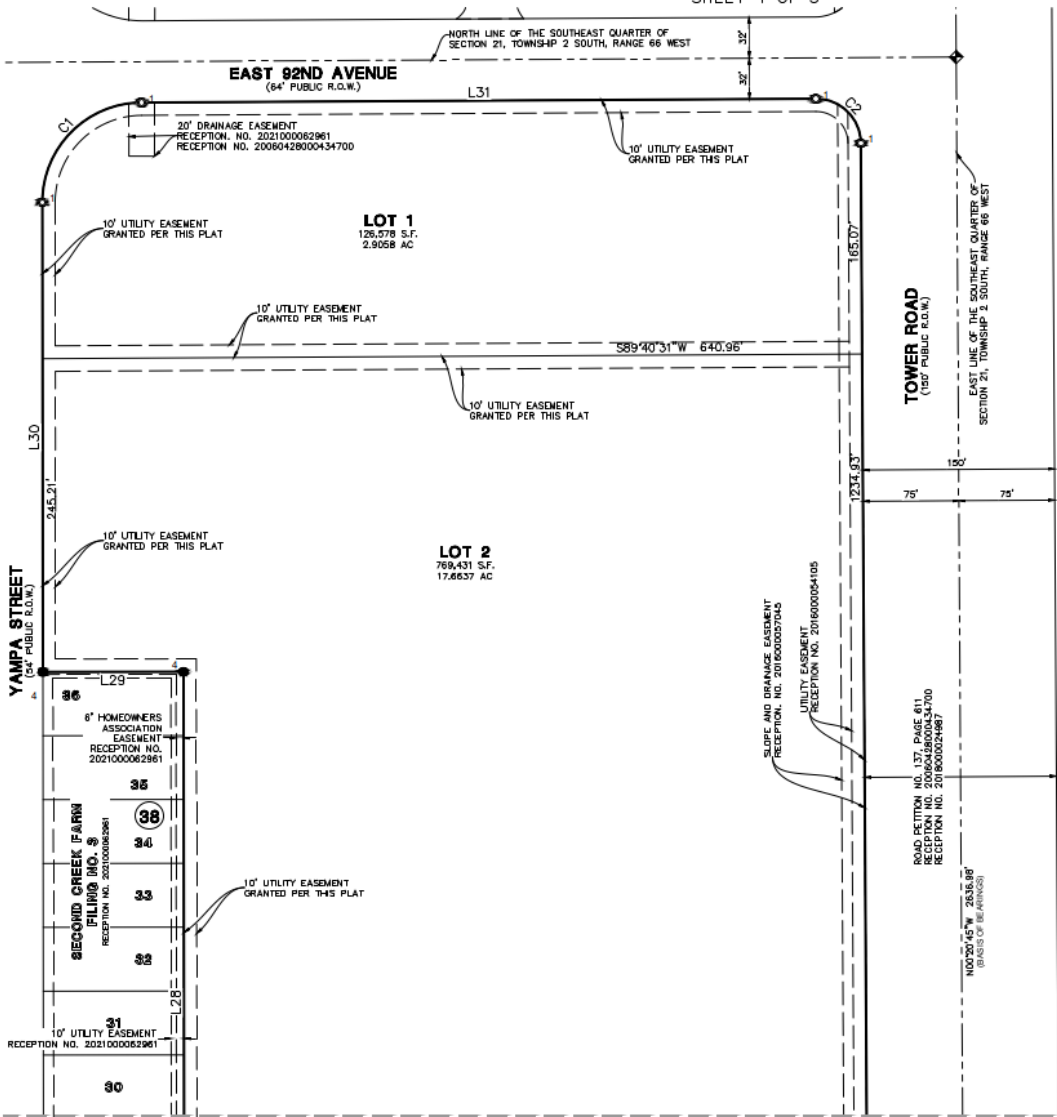 NORTH LINE OF THE SOUTHEAST QUARTER OF
SECTION 21, TOWNSHIP 2 SOUTH, RANGE 66 WEST
32'
32'
EAST 92ND AVENUE
(64' PUBLIC R.O.W.)
L31
C1
C2
1
1
1
1
20' DRAINAGE EASEMENT
RECEPTION. NO. 2021000062961
RECEPTION NO. 20060428000434700
10' UTILITY EASEMENT
GRANTED PER THIS PLAT
10' UTILITY EASEMENT
GRANTED PER THIS PLAT
LOT 1
126,578 S.F.
2.9058 AC
165.07'
EAST LINE OF THE SOUTHEAST QUARTER OF
SECTION 21, TOWNSHIP 2 SOUTH, RANGE 66 WEST
TOWER ROAD
(150' PUBLIC R.O.W.)
10' UTILITY EASEMENT
GRANTED PER THIS PLAT
S89°40'31"W 640.96'
10' UTILITY EASEMENT
GRANTED PER THIS PLAT
L30
245.21'
1234.93'
150'
75'
75'
10' UTILITY EASEMENT
GRANTED PER THIS PLAT
LOT 2
769,431 S.F.
17.6637 AC
YAMPA STREET
(54' PUBLIC R.O.W.)
SLOPE AND DRAINAGE EASEMENT
RECEPTION. NO. 2016000057045
UTILITY EASEMENT
RECEPTION NO. 2016000054105
4
4
L29
36
6' HOMEOWNERS
ASSOCIATION
EASEMENT
RECEPTION NO.
2021000062961
35
38
34
33
32
31
30
SECOND CREEK FARM
FILING NO. 3
RECEPTION NO. 2021000062961
10' UTILITY EASEMENT
GRANTED PER THIS PLAT
L28
10' UTILITY EASEMENT
RECEPTION NO. 2021000062961
ROAD PETITION NO. 137, PAGE 611
RECEPTION NO. 20060428000434700
RECEPTION NO. 2018000024987
N00°20'45"W 2636.98'
(BASIS OF BEARINGS)